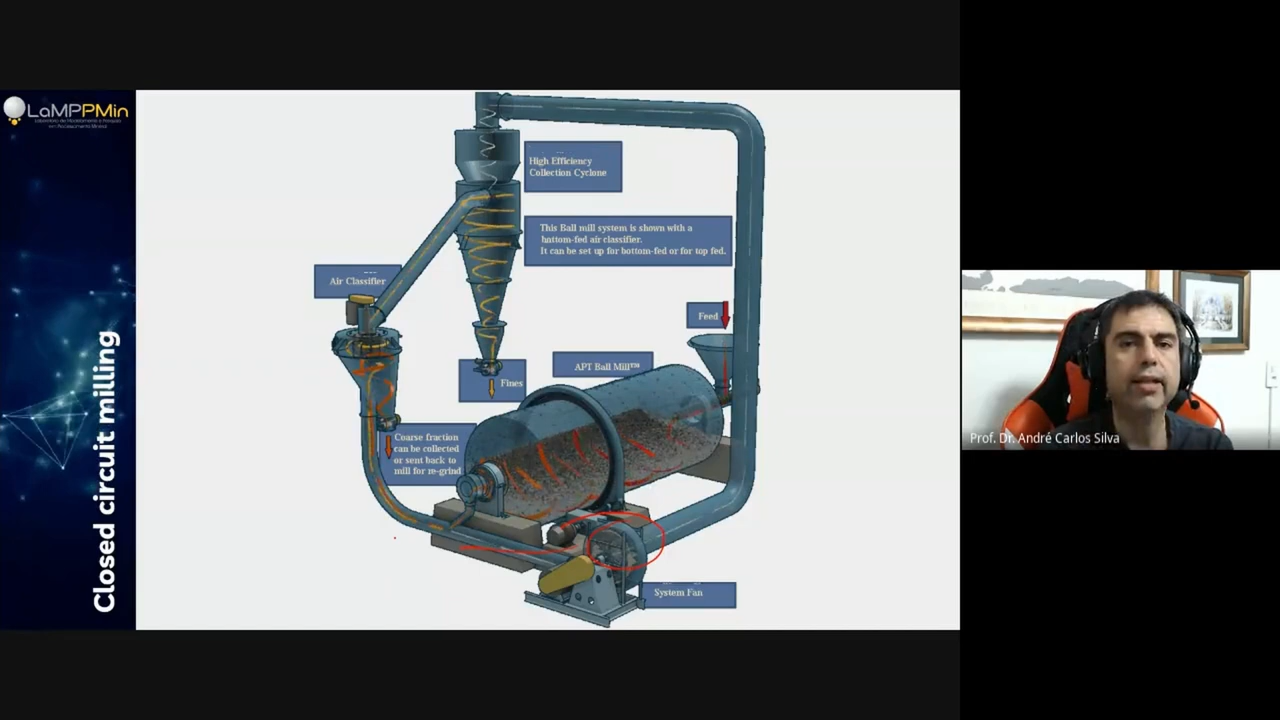 LaMPPMin
Closed circuit milling
High Efficiency
Collection Cyclone
This Ball mill system is shown with a
bottom-fed air classifier.
It can be set up for bottom-fed or for top fed.
Air Classifier
Feed
APT Ball Mill™
Fines
Coarse fraction
can be collected
or sent back to
mill for re-grind
System Fan
Prof. Dr. André Carlos Silva